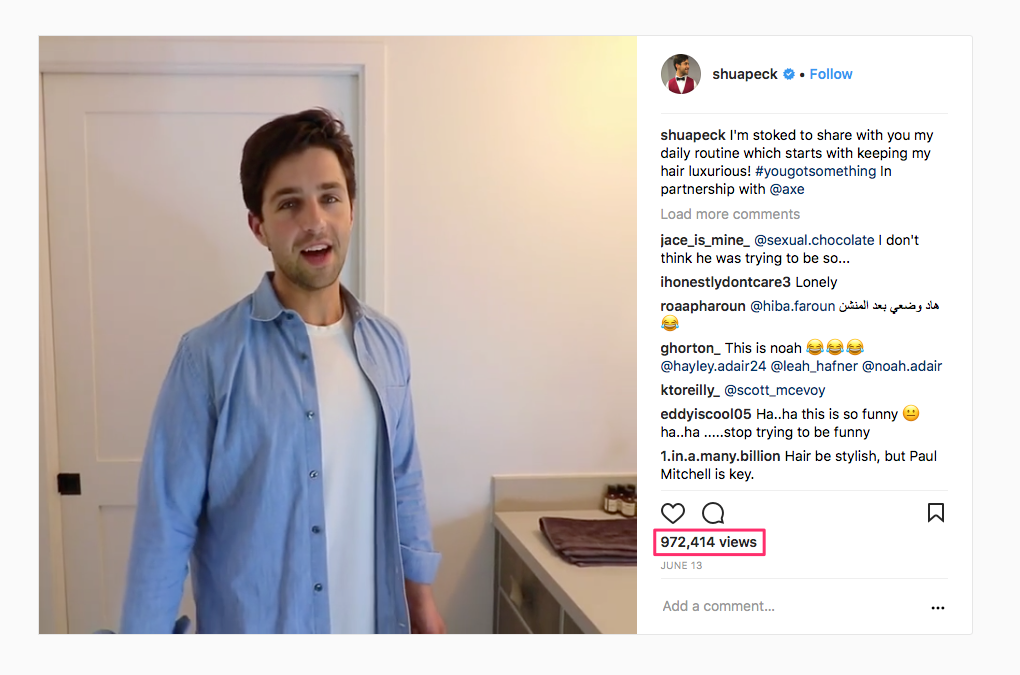 shuapeck • Follow
shuapeck I'm stoked to share with you my
daily routine which starts with keeping my
hair luxurious! #yougotsomething In
partnership with @axe
Load more comments
jace_is_mine_ @sexual.chocolate I don't
think he was trying to be so...
ihonestlydontcare3 Lonely
roaapharoun @hiba.faroun هاد وضعي بعد المنشن
😂
ghorton_ This is noah 😂😂😂
@hayley.adair24 @leah_hafner @noah.adair
ktoreilly_ @scott_mcevoy
eddyiscool05 Ha..ha this is so funny 😐
ha..ha .....stop trying to be funny
1.in.a.many.billion Hair be stylish, but Paul
Mitchell is key.
972,414 views
JUNE 13
Add a comment...